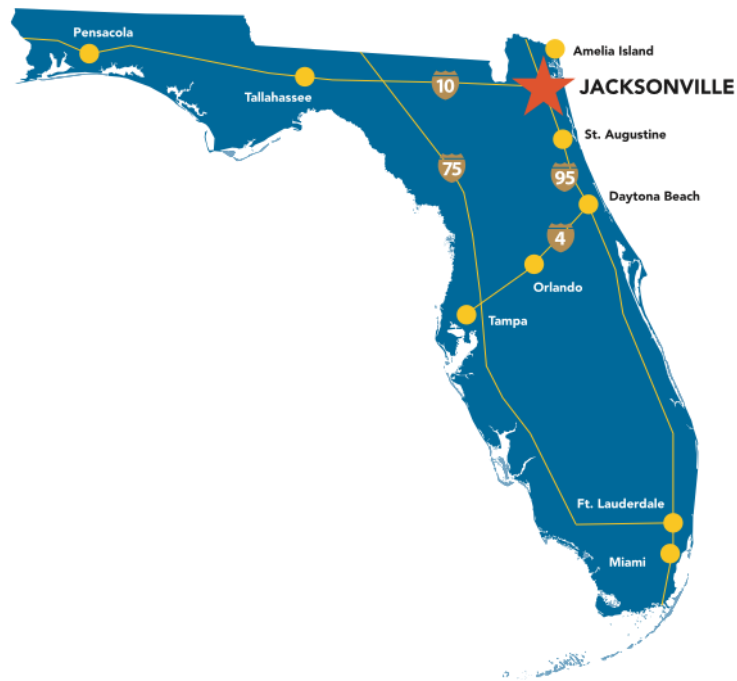 Pensacola
Amelia Island
Tallahassee
10
JACKSONVILLE
St. Augustine
75
95
Daytona Beach
4
Orlando
Tampa
Ft. Lauderdale
Miami